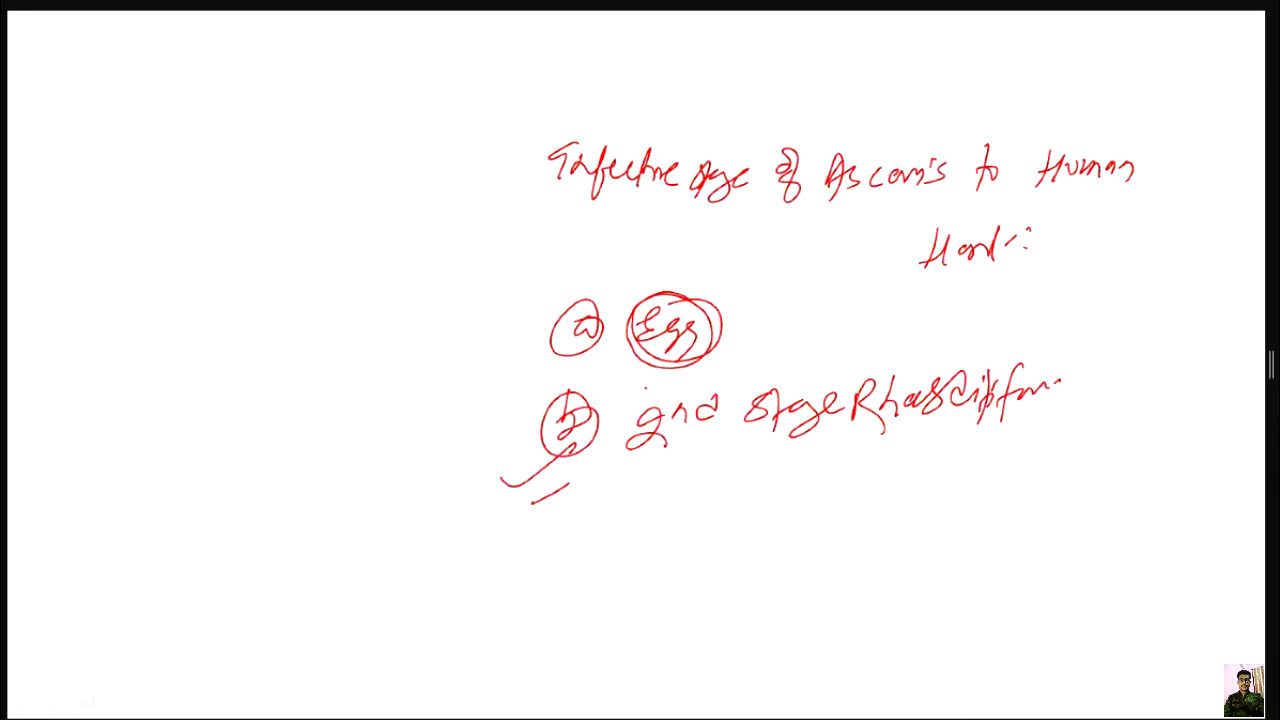 Infective stage of Ascaris to Human
Host :-
a Egg
b 2nd stage Rhabditiform